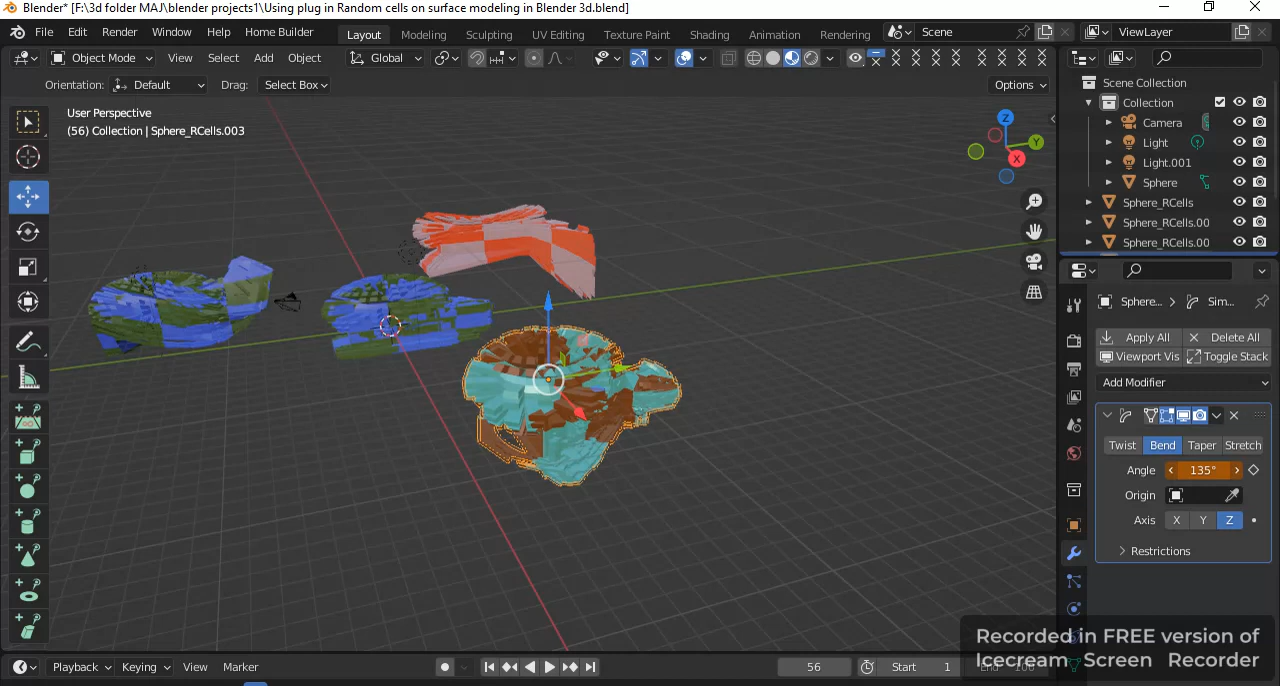 Blender* [F:\3d folder MAJ\blender projects1\Using plug in Random cells on surface modeling in Blender 3d.blend]
File Edit Render Window Help Home Builder Layout Modeling Sculpting UV Editing Texture Paint Shading Animation Rendering Scene ViewLayer
Object Mode View Select Add Object Global
Orientation: Default Drag: Select Box Options
User Perspective
(56) Collection | Sphere_RCells.003
Z
Y
X
Scene Collection
Collection
Camera
Light
Light.001
Sphere
Sphere_RCells
Sphere_RCells.00
Sphere_RCells.00
Sphere... Sim...
Apply All Delete All
Viewport Vis Toggle Stack
Add Modifier
Twist Bend Taper Stretch
Angle 135°
Origin
Axis X Y Z
Restrictions
Recorded in FREE version of
Icecream Screen Recorder
Playback Keying View Marker 56 Start 1 End